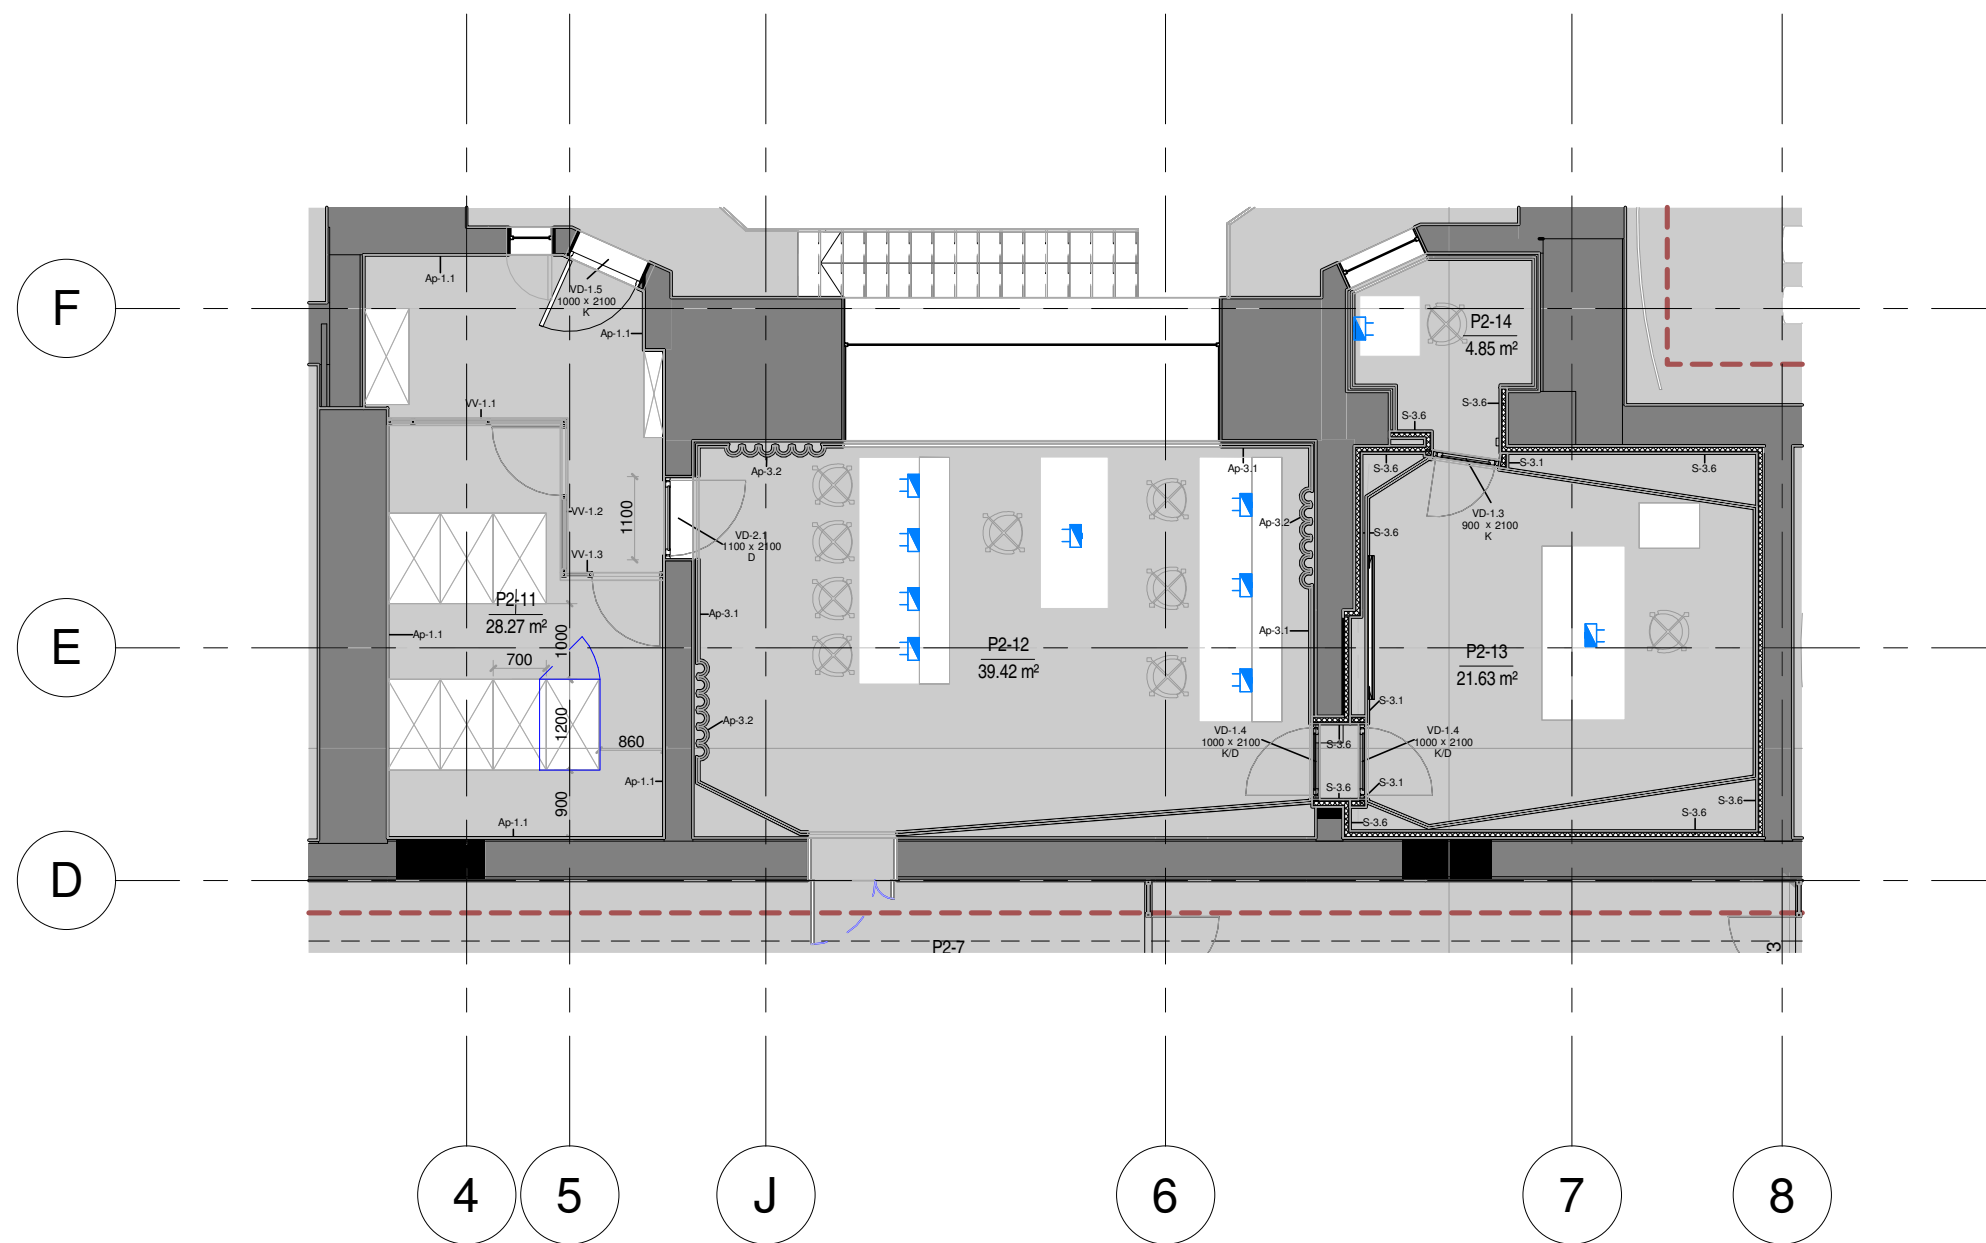 F
E
D
4
5
J
6
7
8
Ap-1.1
VD-1.5
1000 x 2100
K
Ap-1.1
VV-1.1
VV-1.2
1100
VV-1.3
P2-11
28.27 m²
Ap-1.1
700
1000
1200
860
900
Ap-1.1
Ap-1.1
VD-2.1
1100 x 2100
D
Ap-3.2
Ap-3.1
Ap-3.2
Ap-3.1
Ap-3.2
Ap-3.1
P2-12
39.42 m²
VD-1.4
1000 x 2100
K/D
S-3.6
S-3.6
VD-1.4
1000 x 2100
K/D
S-3.1
S-3.1
S-3.6
P2-14
4.85 m²
S-3.6
S-3.6
S-3.6
S-3.1
S-3.6
S-3.6
VD-1.3
900 x 2100
K
P2-13
21.63 m²
S-3.6
S-3.6
P2-7